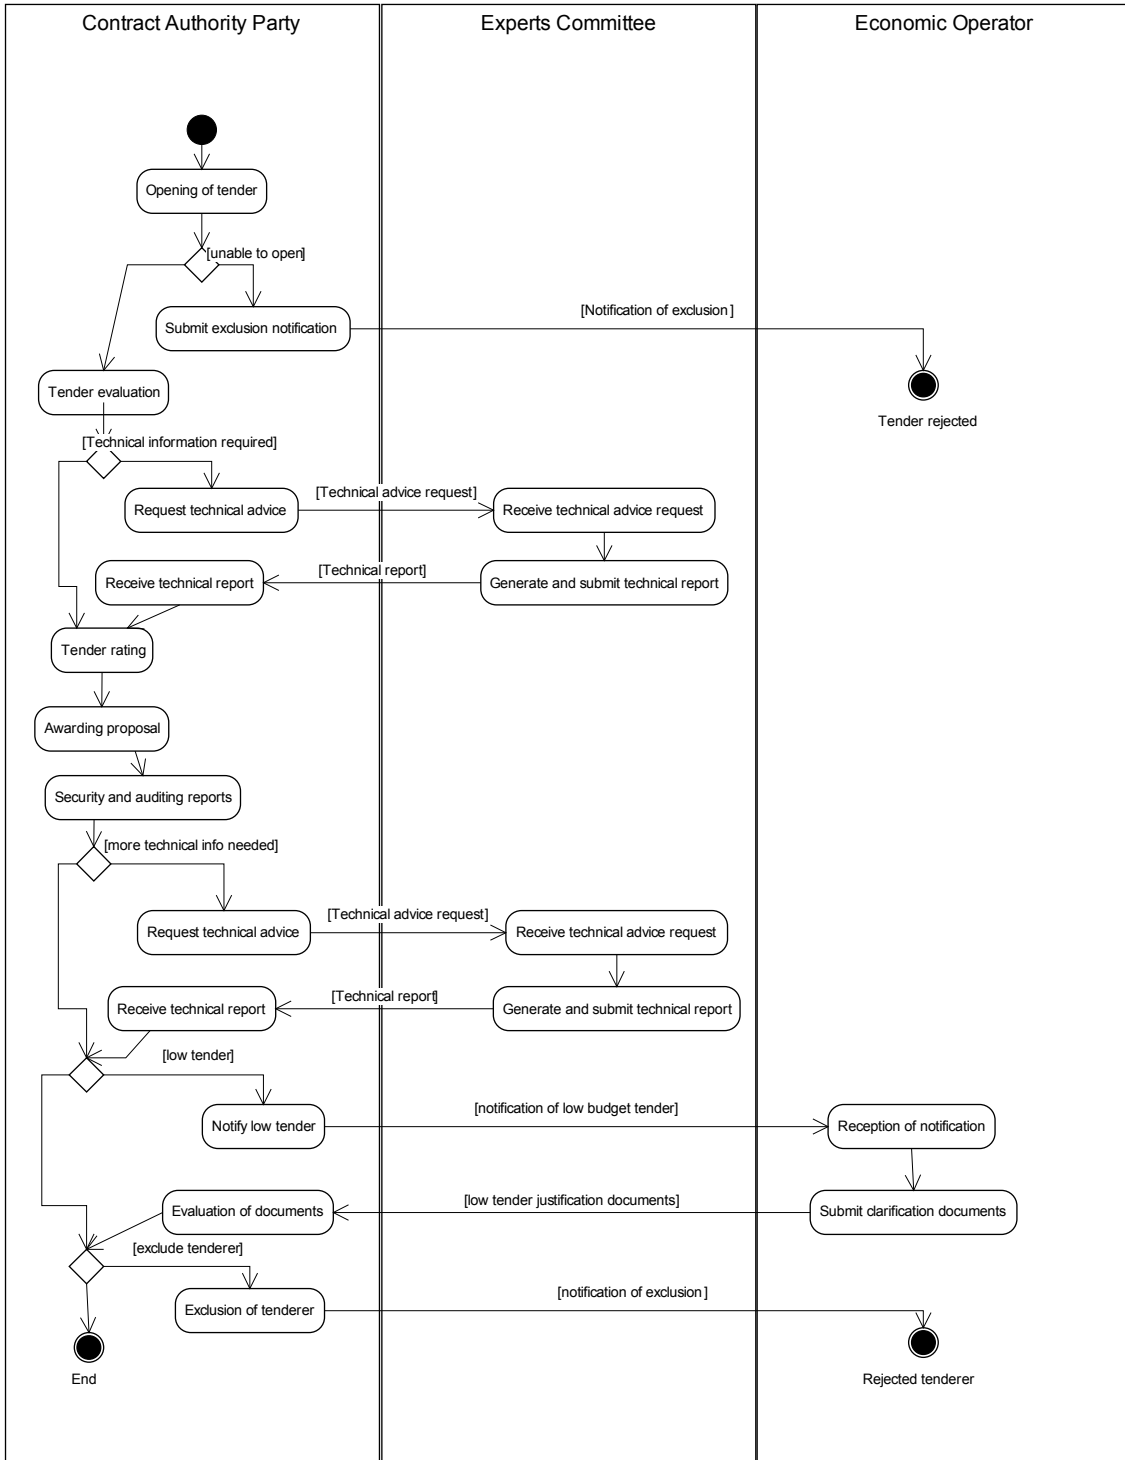 Contract Authority Party
Experts Committee
Economic Operator
Opening of tender
[unable to open]
Submit exclusion notification
[Notification of exclusion]
Tender evaluation
Tender rejected
[Technical information required]
Request technical advice
[Technical advice request]
Receive technical advice request
Receive technical report
[Technical report]
Generate and submit technical report
Tender rating
Awarding proposal
Security and auditing reports
[more technical info needed]
Request technical advice
[Technical advice request]
Receive technical advice request
Receive technical report
[Technical report]
Generate and submit technical report
[low tender]
Notify low tender
[notification of low budget tender]
Reception of notification
Evaluation of documents
[low tender justification documents]
Submit clarification documents
[exclude tenderer]
Exclusion of tenderer
[notification of exclusion]
End
Rejected tenderer